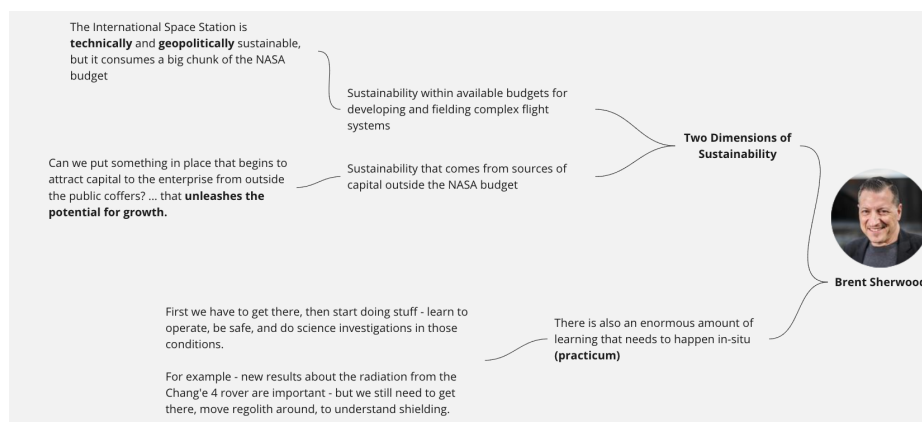 The International Space Station is
technically and geopolitically sustainable,
but it consumes a big chunk of the NASA
budget
Sustainability within available budgets for
developing and fielding complex flight
systems
Two Dimensions of
Sustainability
Can we put something in place that begins to
attract capital to the enterprise from outside
the public coffers? ... that unleashes the
potential for growth.
Sustainability that comes from sources of
capital outside the NASA budget
Brent Sherwood
First we have to get there, then start doing stuff - learn to
operate, be safe, and do science investigations in those
conditions.
For example - new results about the radiation from the
Chang'e 4 rover are important - but we still need to get
there, move regolith around, to understand shielding.
There is also an enormous amount of
learning that needs to happen in-situ
(practicum)